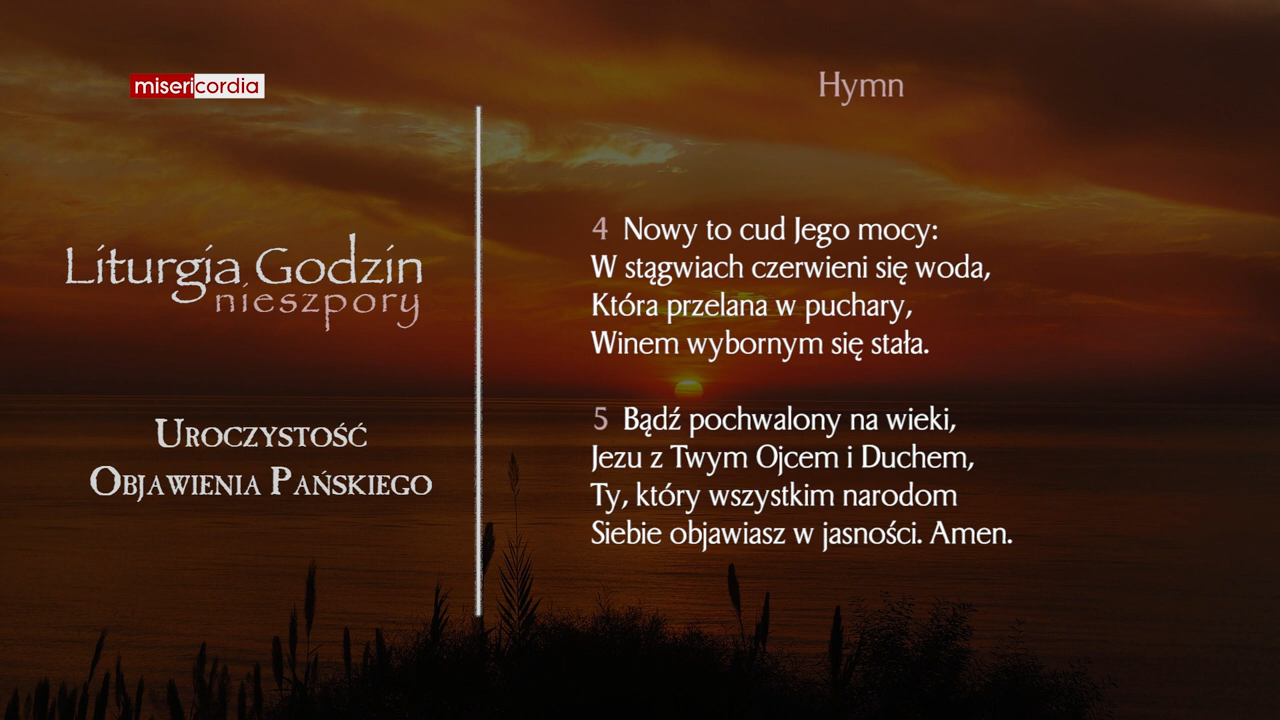 misericordia
Hymn
Liturgia Godzin
nieszpory
Uroczystość
Objawienia Pańskiego
4 Nowy to cud Jego mocy:
W stągwiach czerwieni się woda,
Która przelana w puchary,
Winem wybornym się stała.
5 Bądź pochwalony na wieki,
Jezu z Twym Ojcem i Duchem,
Ty, który wszystkim narodom
Siebie objawiasz w jasności. Amen.